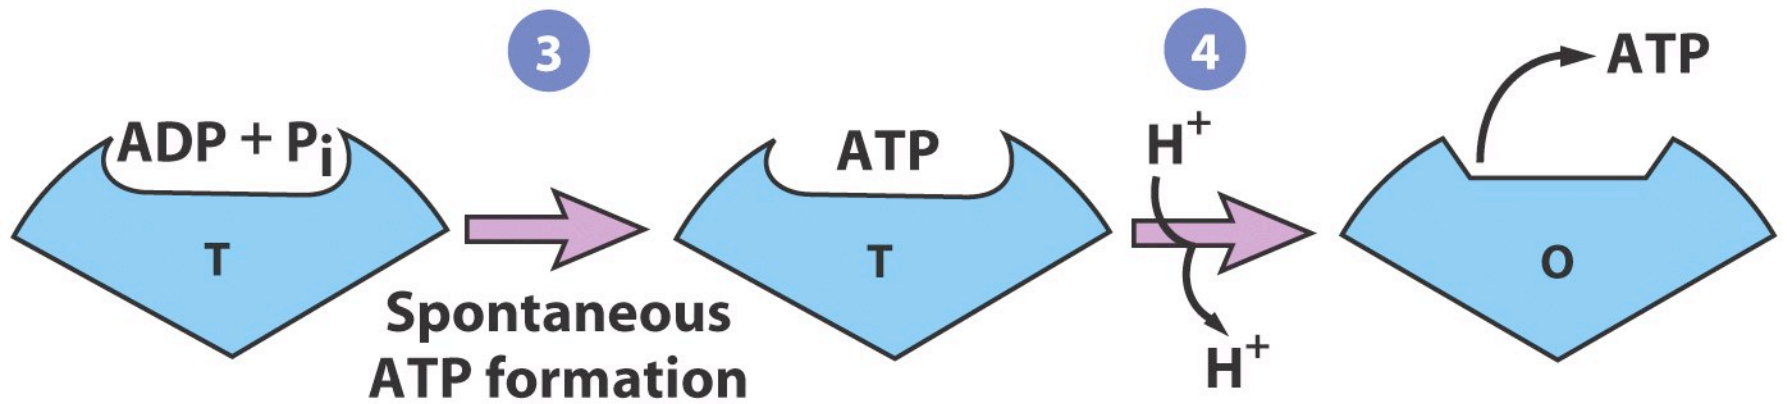 3
4
ATP
ADP + Pi
ATP
H+
T
T
O
Spontaneous
ATP formation
H+